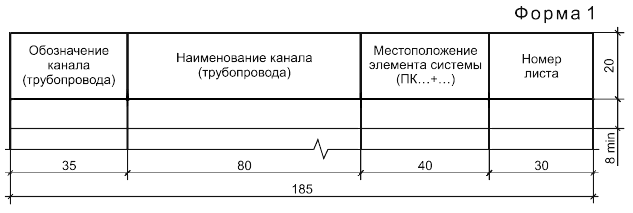 Форма 1
Обозначение
канала
(трубопровода)
Наименование канала
(трубопровода)
Местоположение
элемента системы
(ПК...+...)
Номер
листа
20
8 min
35
80
40
30
185